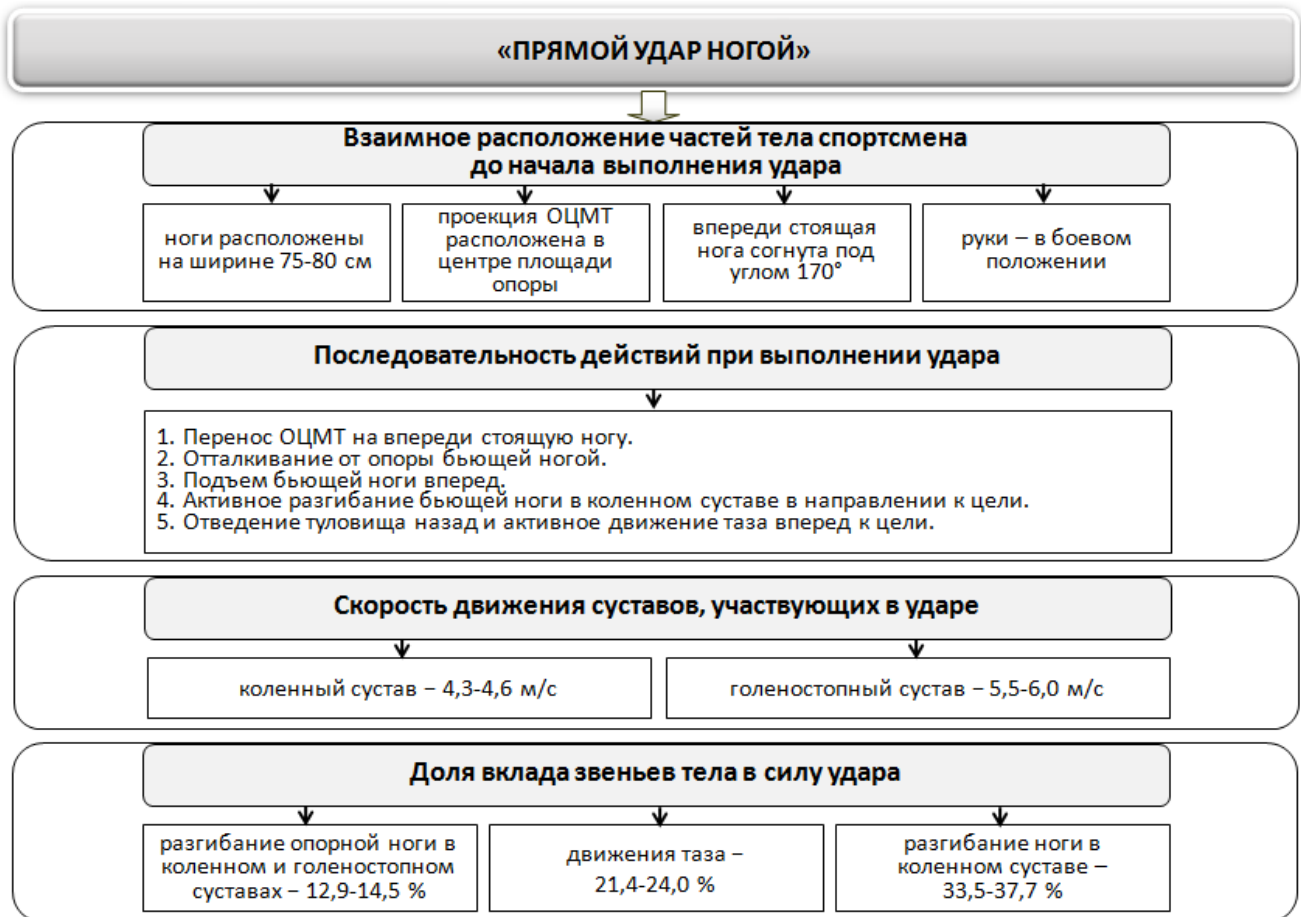 «ПРЯМОЙ УДАР НОГОЙ»
Взаимное расположение частей тела спортсмена
до начала выполнения удара
ноги расположены
на ширине 75-80 см
проекция ОЦМТ
расположена в
центре площади
опоры
впереди стоящая
нога согнута под
углом 170°
руки – в боевом
положении
Последовательность действий при выполнении удара
1. Перенос ОЦМТ на впереди стоящую ногу.
2. Отталкивание от опоры бьющей ногой.
3. Подъем бьющей ноги вперед.
4. Активное разгибание бьющей ноги в коленном суставе в направлении к цели.
5. Отведение туловища назад и активное движение таза вперед к цели.
Скорость движения суставов, участвующих в ударе
коленный сустав – 4,3-4,6 м/с
голеностопный сустав – 5,5-6,0 м/с
Доля вклада звеньев тела в силу удара
разгибание опорной ноги в
коленном и голеностопном
суставах – 12,9-14,5 %
движения таза –
21,4-24,0 %
разгибание ноги в
коленном суставе –
33,5-37,7 %